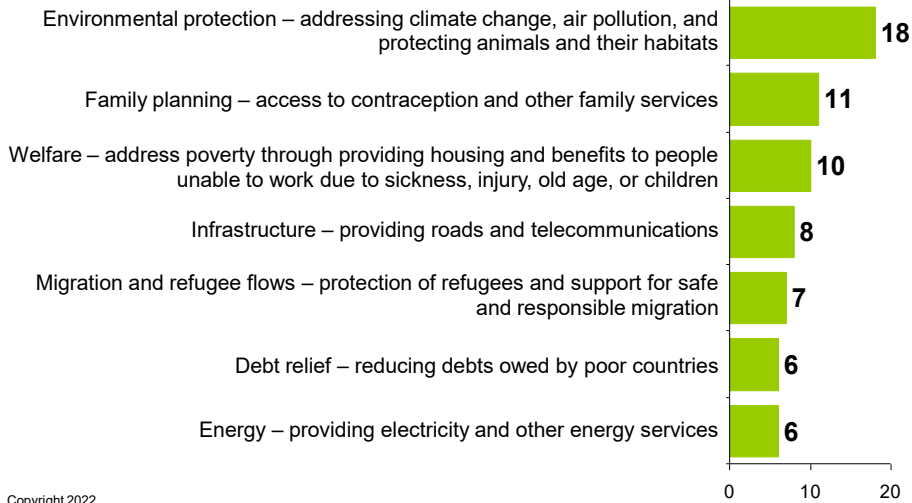 Environmental protection – addressing climate change, air pollution, and
protecting animals and their habitats
18
Family planning – access to contraception and other family services
11
Welfare – address poverty through providing housing and benefits to people
unable to work due to sickness, injury, old age, or children
10
Infrastructure – providing roads and telecommunications
8
Migration and refugee flows – protection of refugees and support for safe
and responsible migration
7
Debt relief – reducing debts owed by poor countries
6
Energy – providing electricity and other energy services
6
0 10 20
Copyright 2022